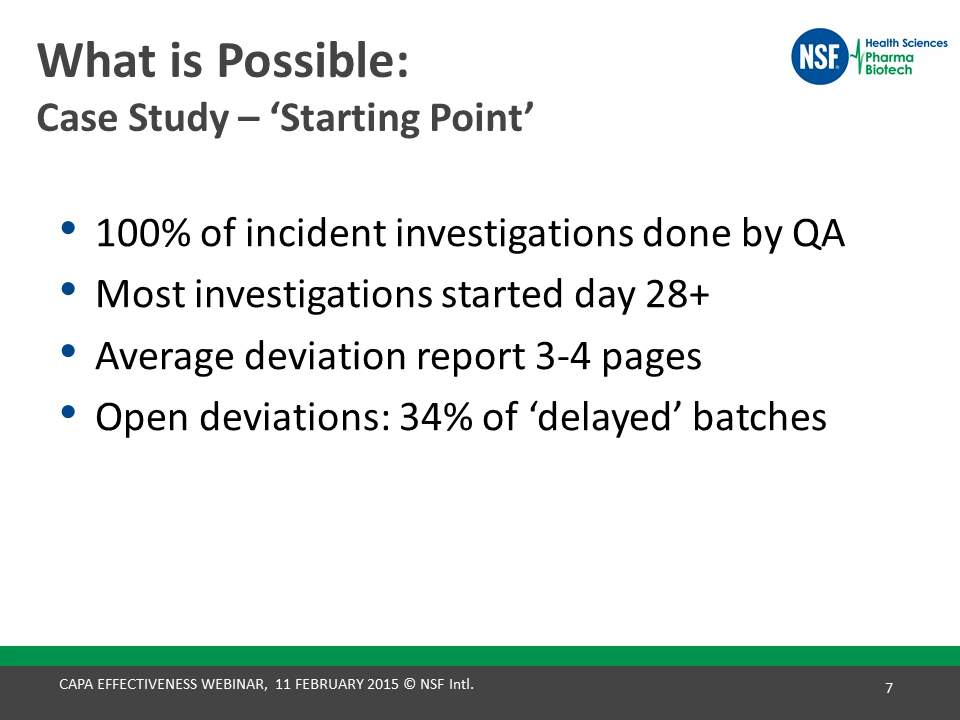 What is Possible:
Case Study – ‘Starting Point’
NSF
Health Sciences
Pharma
Biotech
• 100% of incident investigations done by QA
• Most investigations started day 28+
• Average deviation report 3-4 pages
• Open deviations: 34% of ‘delayed’ batches
CAPA EFFECTIVENESS WEBINAR, 11 FEBRUARY 2015 © NSF Intl.
7